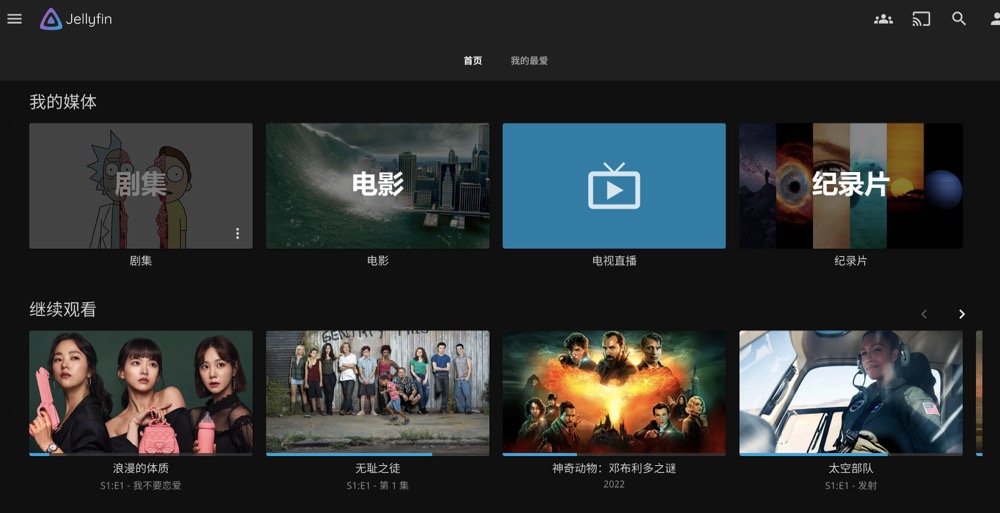 Jellyfin
首页
我的最爱
我的媒体
剧集
电影
纪录片
剧集
电影
电视直播
纪录片
继续观看
浪漫的体质
S1:E1 - 我不要恋爱
无耻之徒
S1:E1 - 第 1 集
神奇动物：邓布利多之谜
2022
太空部队
S1:E1 - 发射